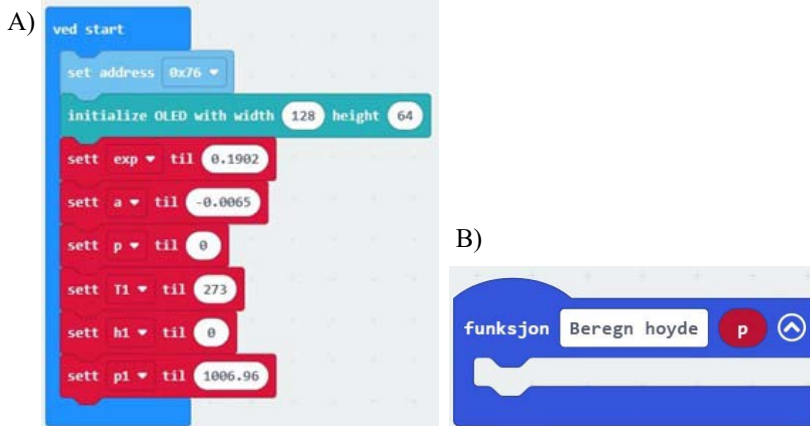 A)
ved start
set address 0x76
initialize OLED with width 128 height 64
sett exp til 0.1902
sett a til -0.0065
sett p til 0
sett T1 til 273
sett h1 til 0
sett p1 til 1006.96
B)
funksjon Beregn hoyde p